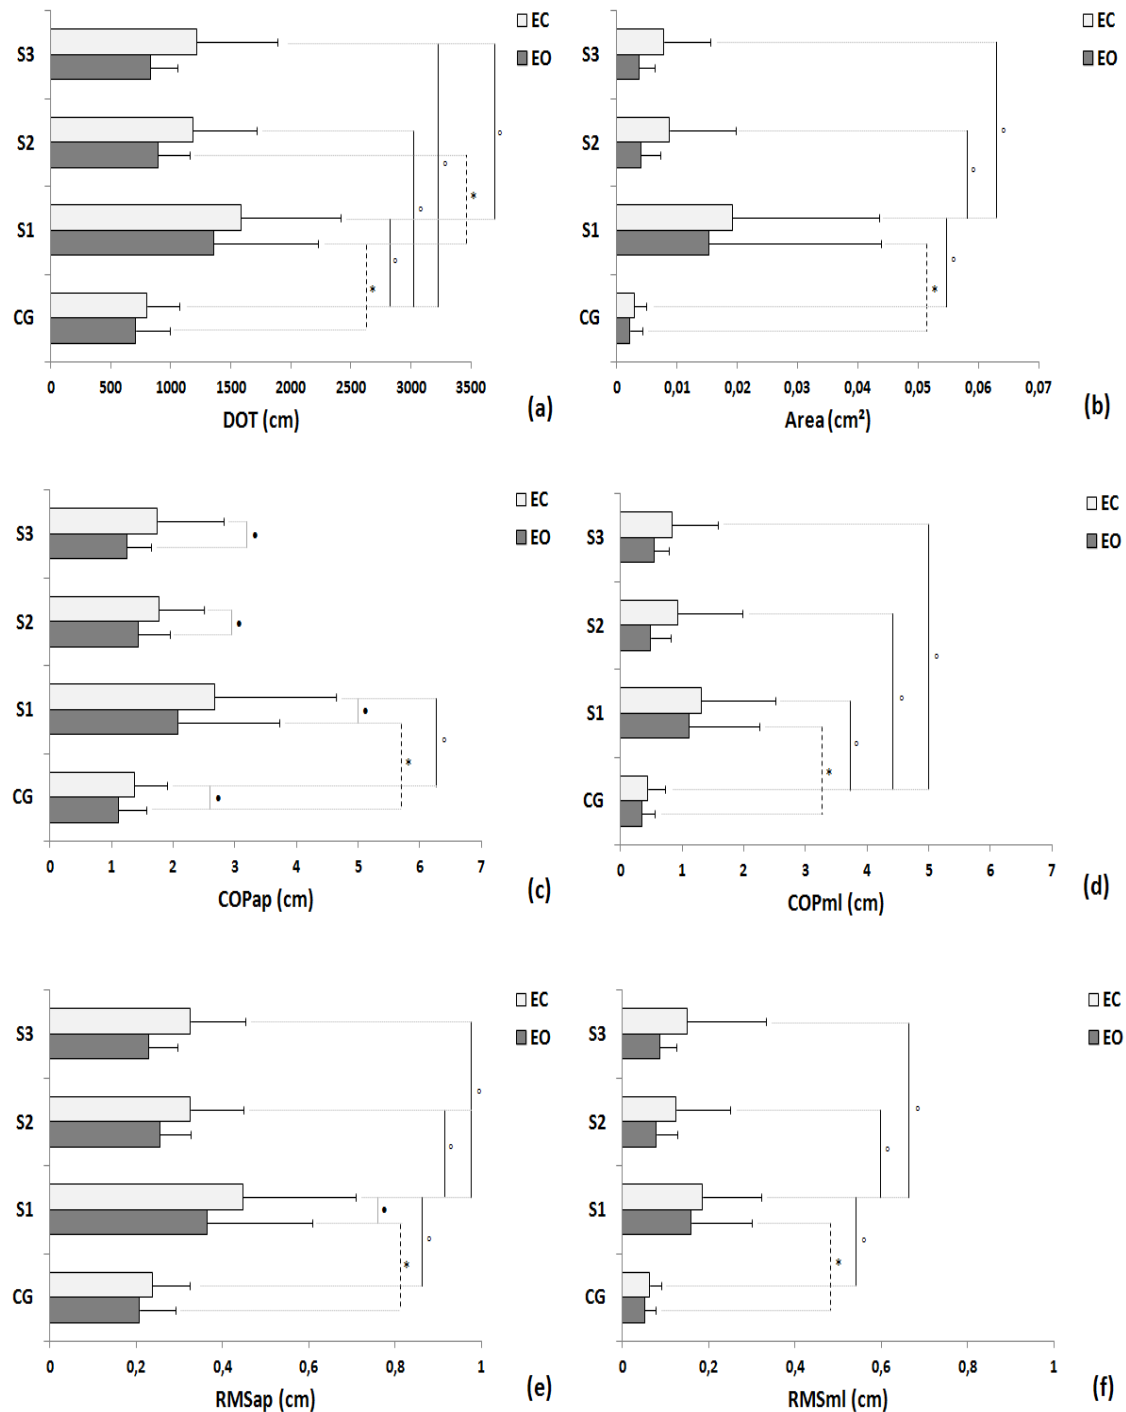 EC
EO
S3
S2
S1
CG
0 500 1000 1500 2000 2500 3000 3500
DOT (cm)
(a)
EC
EO
S3
S2
S1
CG
0 0,01 0,02 0,03 0,04 0,05 0,06 0,07
Area (cm²)
(b)
EC
EO
S3
S2
S1
CG
0 1 2 3 4 5 6 7
COPap (cm)
(c)
EC
EO
S3
S2
S1
CG
0 1 2 3 4 5 6 7
COPml (cm)
(d)
EC
EO
S3
S2
S1
CG
0 0,2 0,4 0,6 0,8 1
RMSap (cm)
(e)
EC
EO
S3
S2
S1
CG
0 0,2 0,4 0,6 0,8 1
RMSml (cm)
(f)